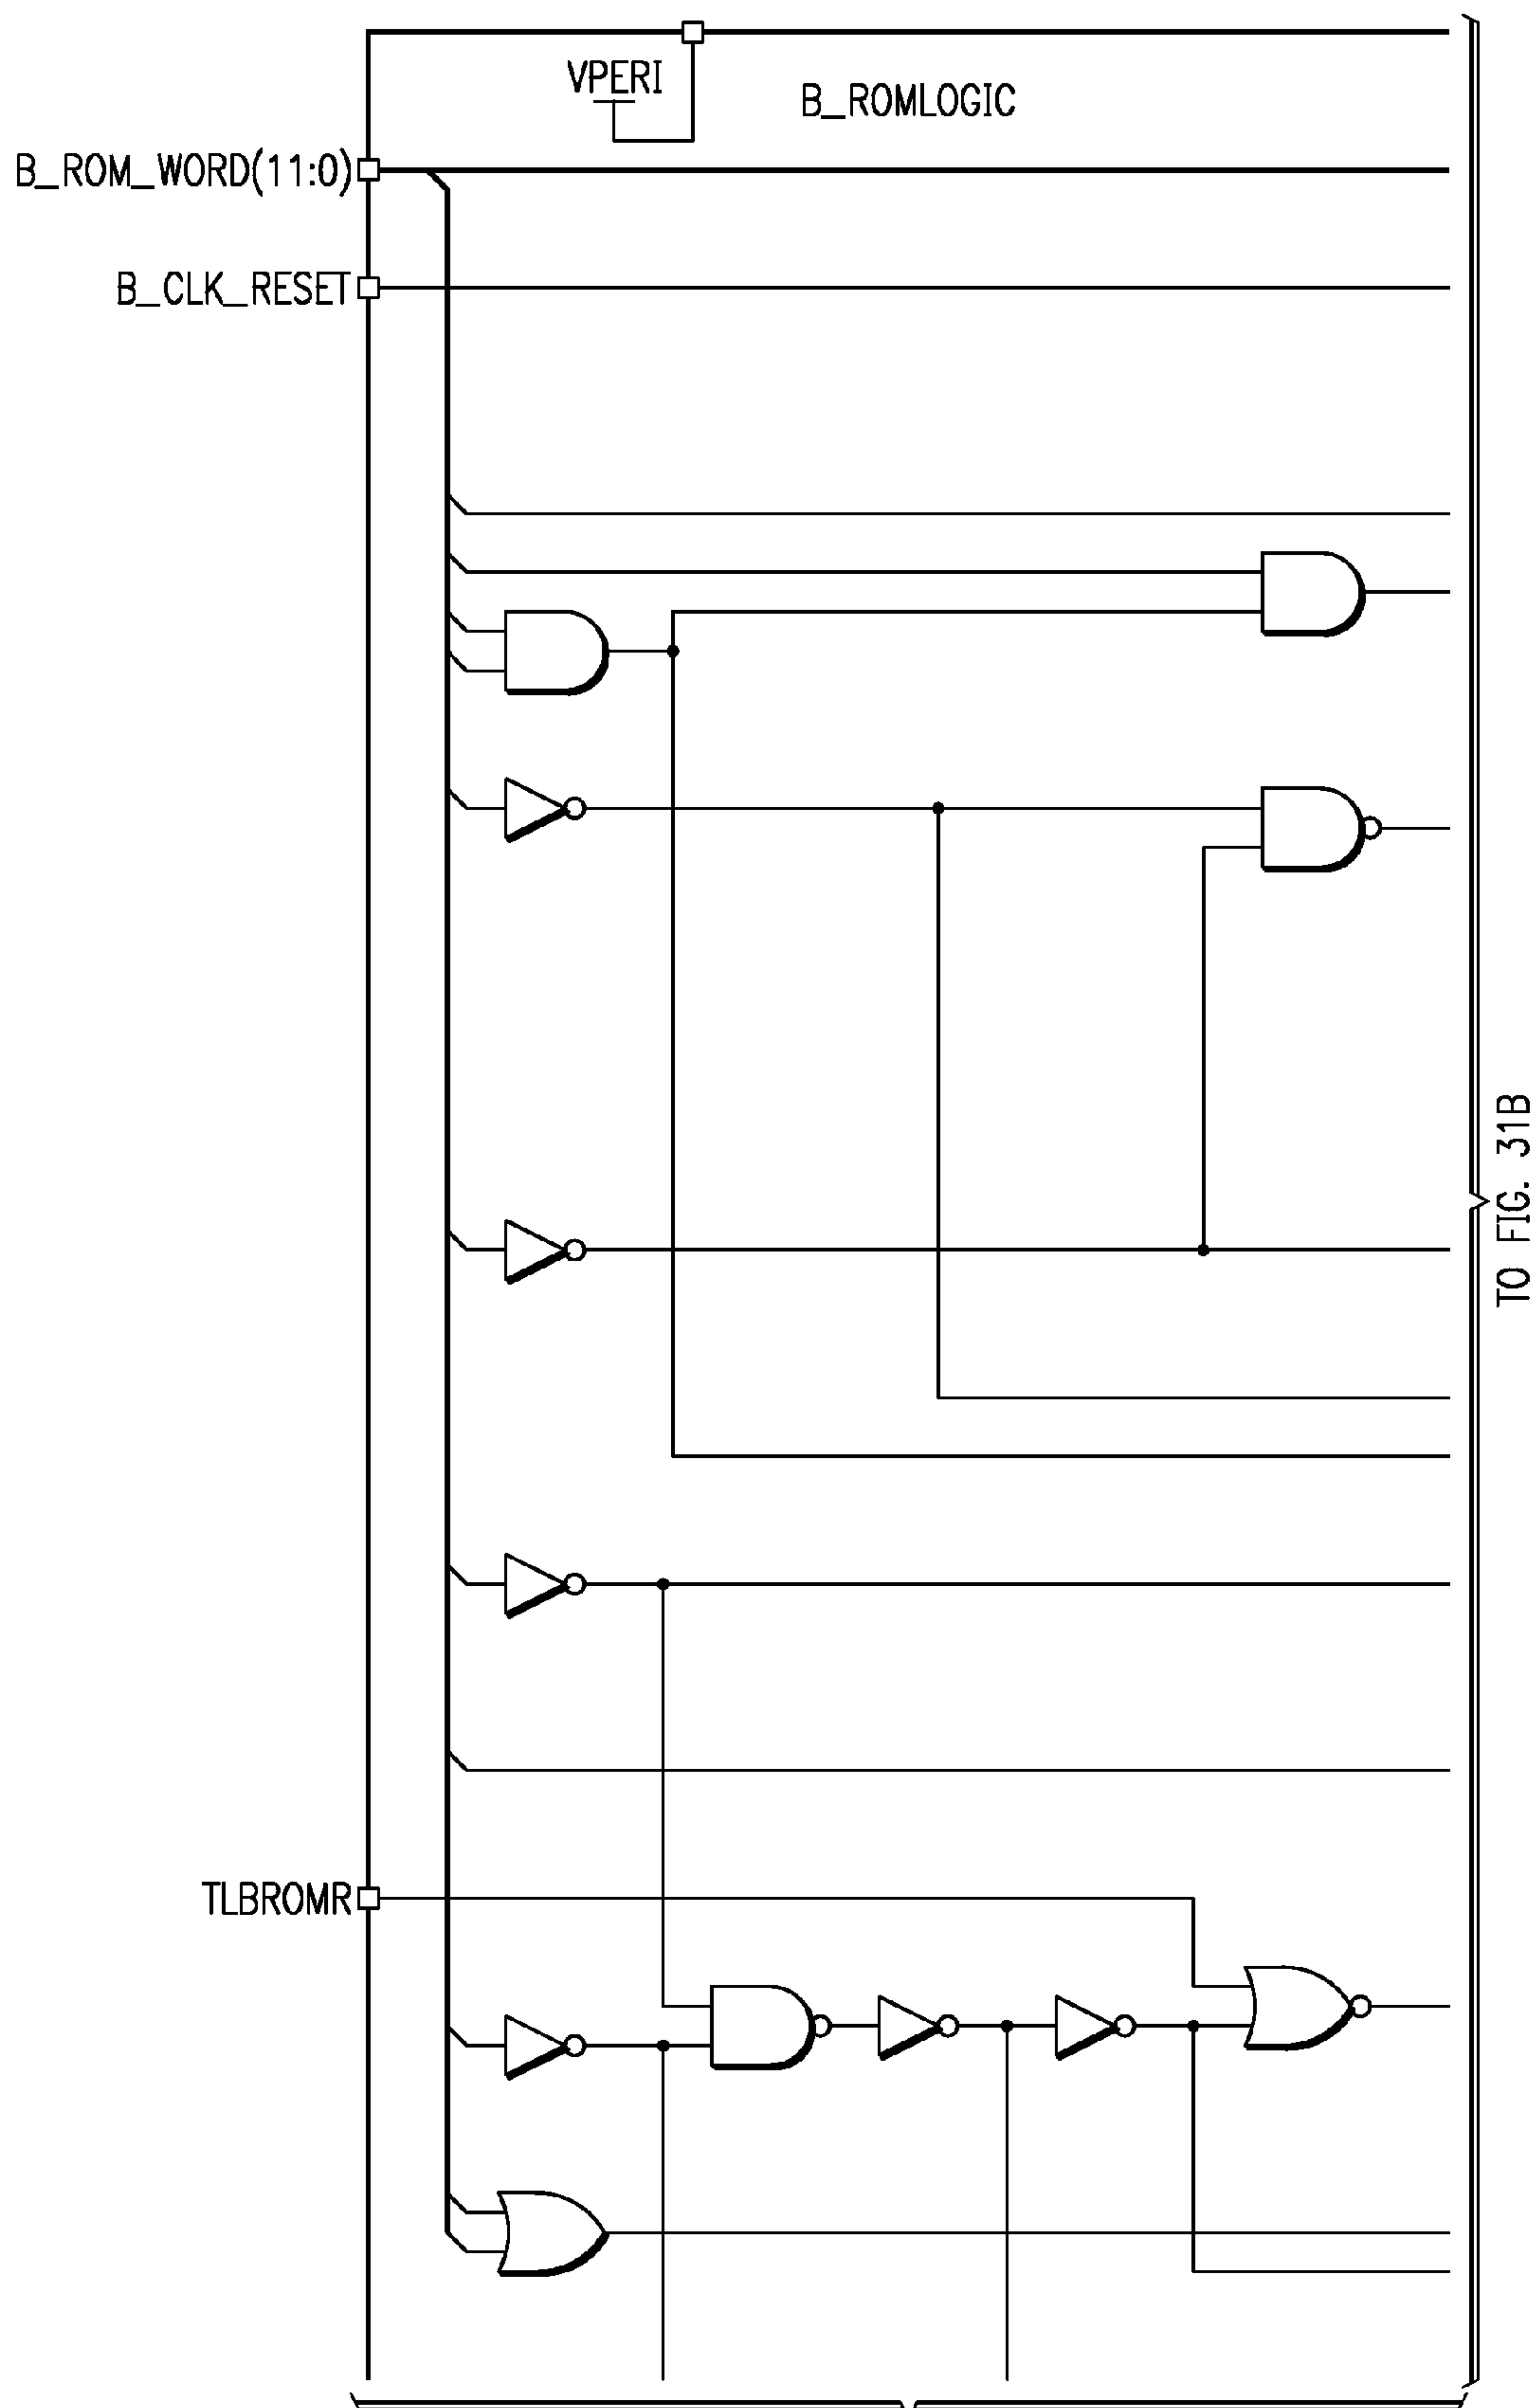 VPERI
B_ROMLOGIC
B_ROM_WORD(11:0)
B_CLK_RESET
TO FIG. 31B
TLBROMR